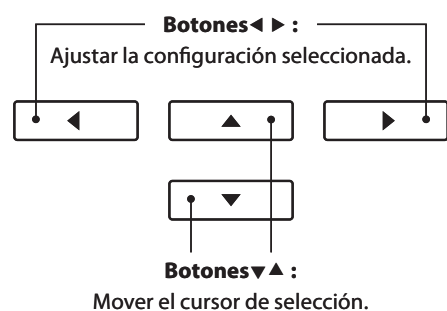 Botones◀ ▶ :
Ajustar la configuración seleccionada.
◀ ▲ ▶
▼
Botones▼▲ :
Mover el cursor de selección.